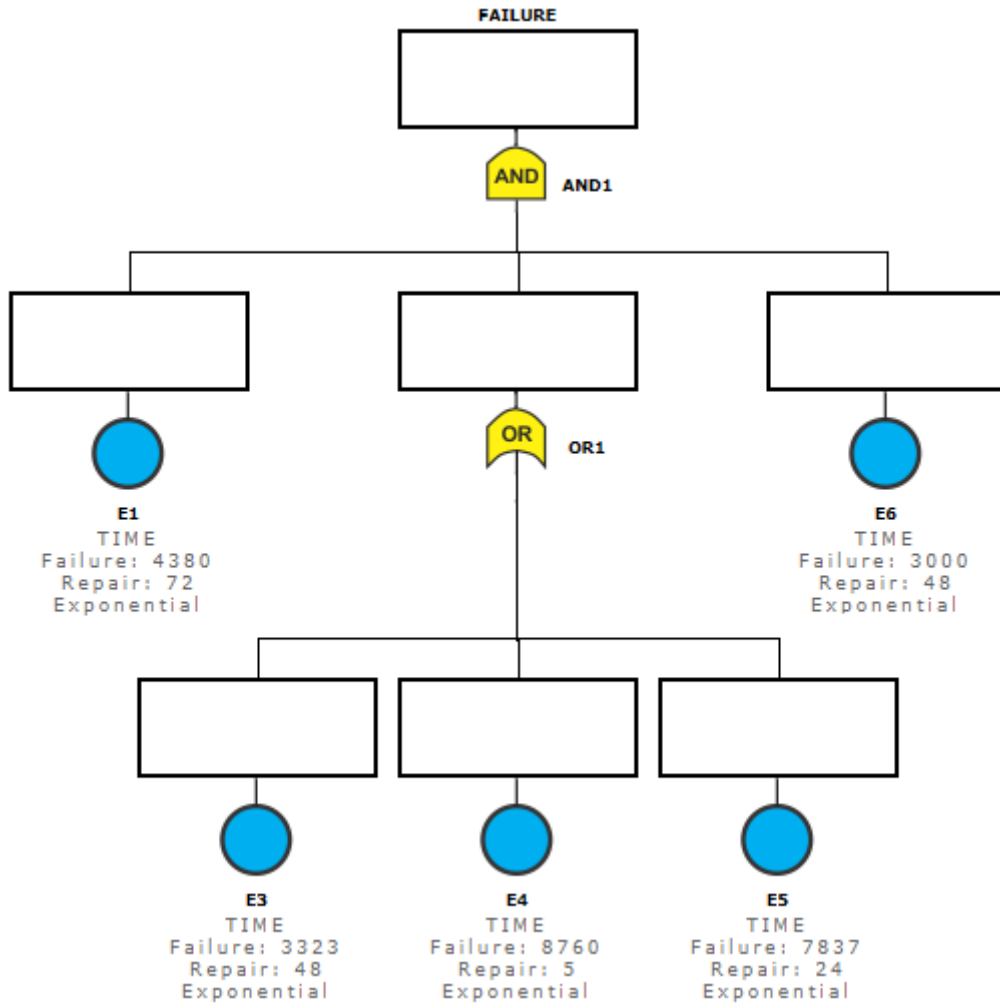 FAILURE
AND
AND1
OR
OR1
E1
TIME
Failure: 4380
Repair: 72
Exponential
E6
TIME
Failure: 3000
Repair: 48
Exponential
E3
TIME
Failure: 3323
Repair: 48
Exponential
E4
TIME
Failure: 8760
Repair: 5
Exponential
E5
TIME
Failure: 7837
Repair: 24
Exponential